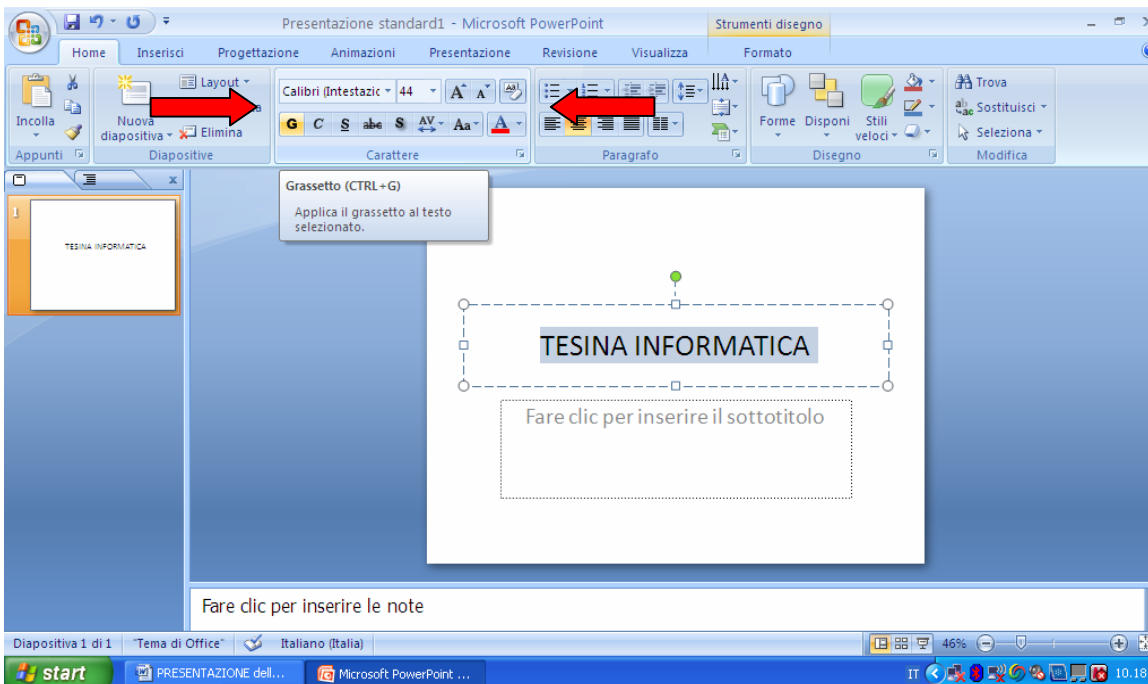 Presentazione standard1 - Microsoft PowerPoint
Strumenti disegno
Home Inserisci Progettazione Animazioni Presentazione Revisione Visualizza Formato
Incolla
Nuova
diapositiva
Layout
Elimina
Calibri (Intestazic 44
G C S abc S AV Aa A
Forme Disponi Stili
veloci
Trova
Sostituisci
Seleziona
Appunti Diapositive Carattere Paragrafo Disegno Modifica
Grassetto (CTRL+G)
Applica il grassetto al testo
selezionato.
1
TESINA INFORMATICA
TESINA INFORMATICA
Fare clic per inserire il sottotitolo
Fare clic per inserire le note
Diapositiva 1 di 1 "Tema di Office" Italiano (Italia) 46%
start PRESENTAZIONE dell... Microsoft PowerPoint ... IT 10.18